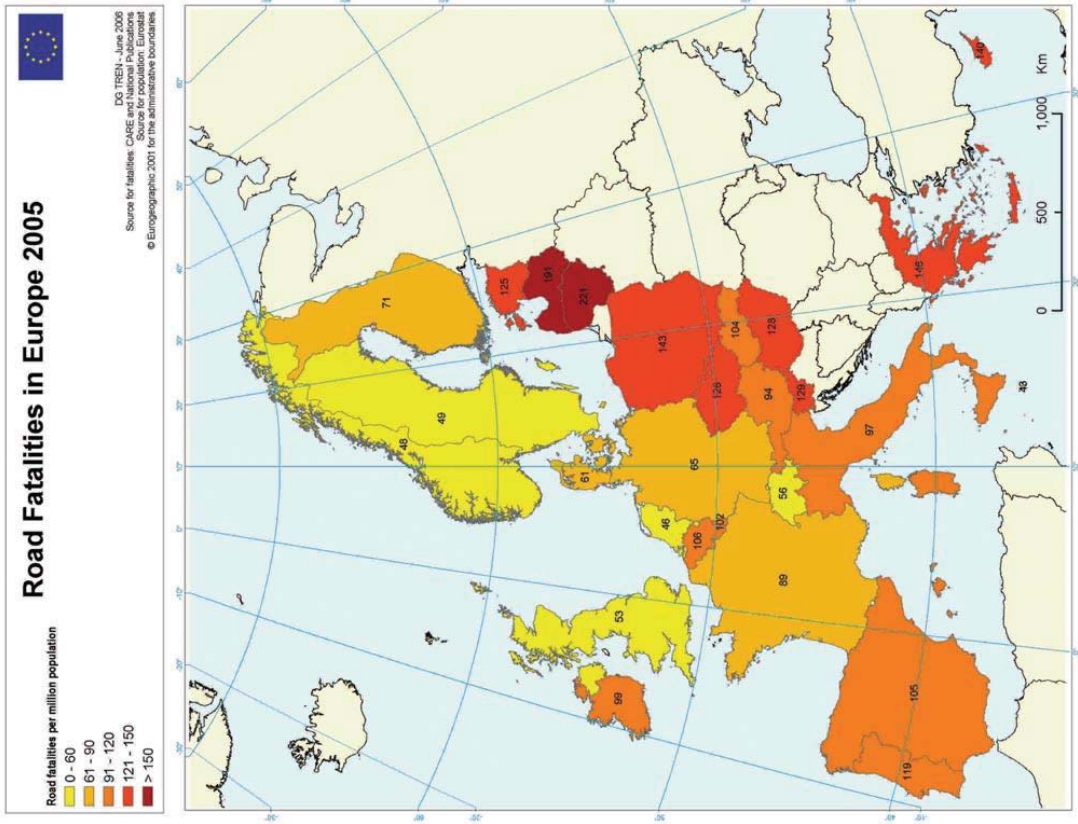 Road Fatalities in Europe 2005
DG TREN - June 2006
Source for fatalities: CARE and National Publications
Source for population: Eurostat
© Eurogeographic 2001 for the administrative boundaries
Road fatalities per million population
0 - 60
61 - 90
91 - 120
121 - 150
> 150
71
49
48
125
191
221
61
53
99
46
106
102
65
143
126
104
128
94
129
56
89
97
105
119
146
140
43
0
500
1,000
Km